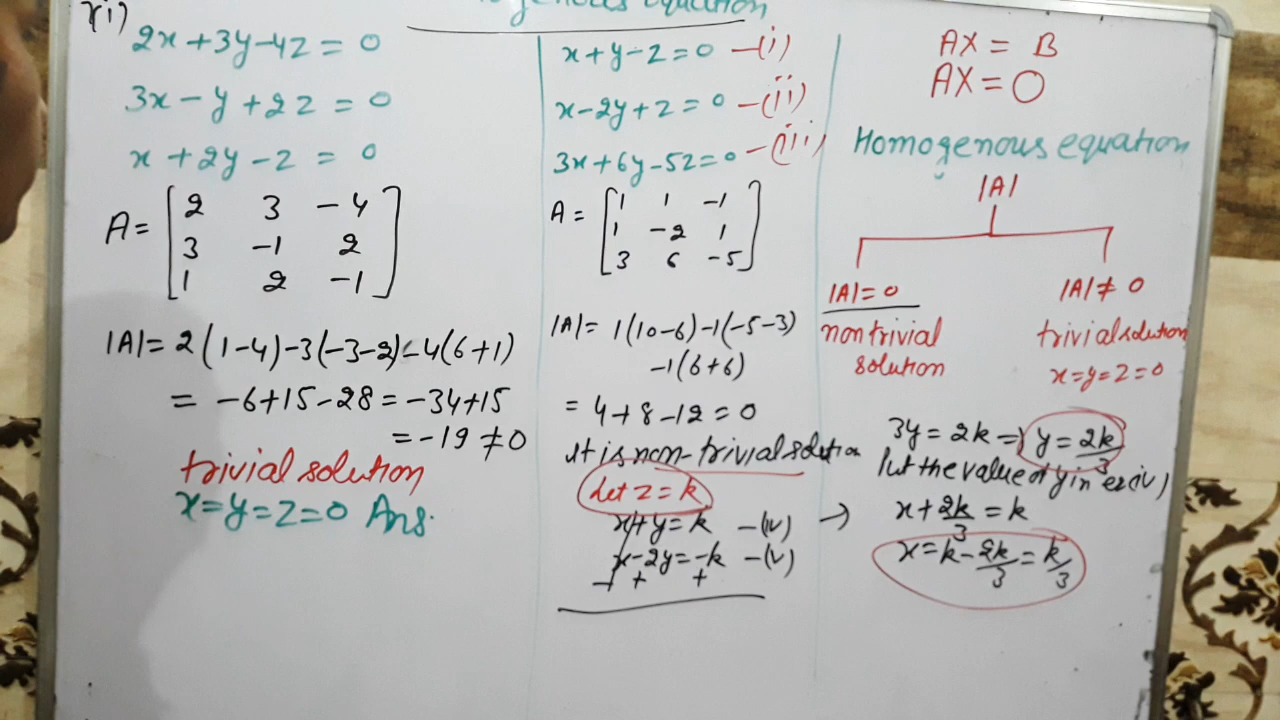 genous equation
2x+3y-4z=0
3x-y+2z=0
x+2y-z=0
A= [2 3 -4
3 -1 2
1 2 -1]
|A|= 2(1-4)-3(-3-2)-4(6+1)
= -6+15-28=-34+15
=-19≠0
trivial solution
x=y=z=0 Ans.
x+y-z=0 -(i)
x-2y+z=0 -(ii)
3x+6y-5z=0 -(iii)
A= [1 1 -1
1 -2 1
3 6 -5]
|A|= 1(10-6)-1(-5-3)
-1(6+6)
= 4+8-12=0
It is non-trivial solution
Let z=k
x+y=k -(iv)
x-2y=-k -(v)
- + +
AX = B
AX = O
Homogenous equation
|A|
|A|=0
non trivial
solution
|A|≠0
trivial solution
x=y=z=0
3y=2k⇒ y=2k/3
Put the value of y in eq (iv)
→ x+2k/3=k
x=k-2k/3=k/3